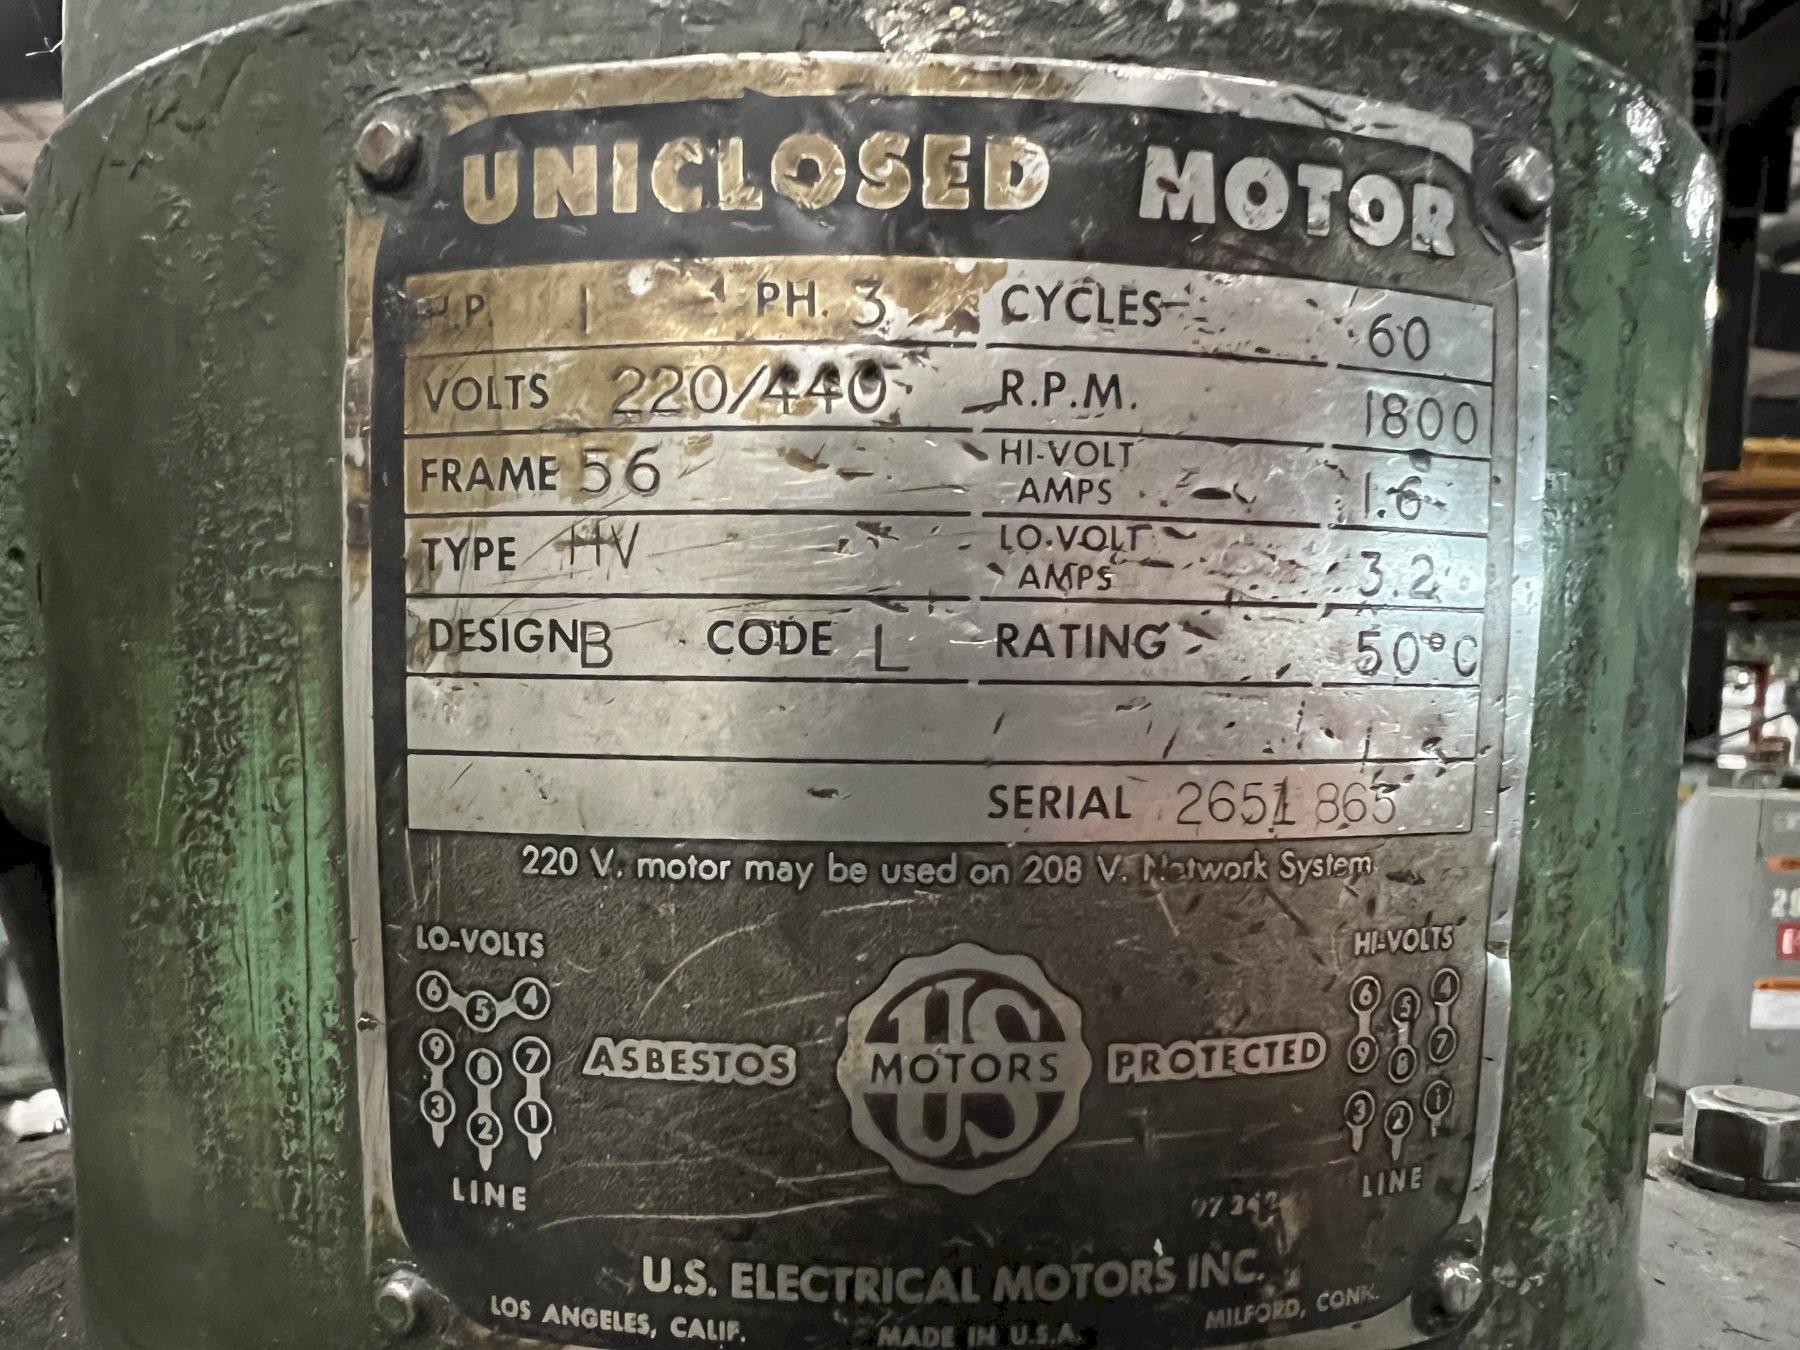 UNICLOSED MOTOR
H.P. 1 PH. 3 CYCLES 60
VOLTS 220/440 R.P.M. 1800
FRAME 56 HI-VOLT AMPS 1.6
TYPE HV LO-VOLT AMPS 3.2
DESIGN B CODE L RATING 50°C
SERIAL 2651865
220 V. motor may be used on 208 V. Network System
LO-VOLTS HI-VOLTS
6 5 4 6 5 4
9 8 7 9 8 7
3 2 1 3 2 1
LINE LINE
ASBESTOS US MOTORS PROTECTED
U.S. ELECTRICAL MOTORS INC.
LOS ANGELES, CALIF. MADE IN U.S.A. MILFORD, CONN.